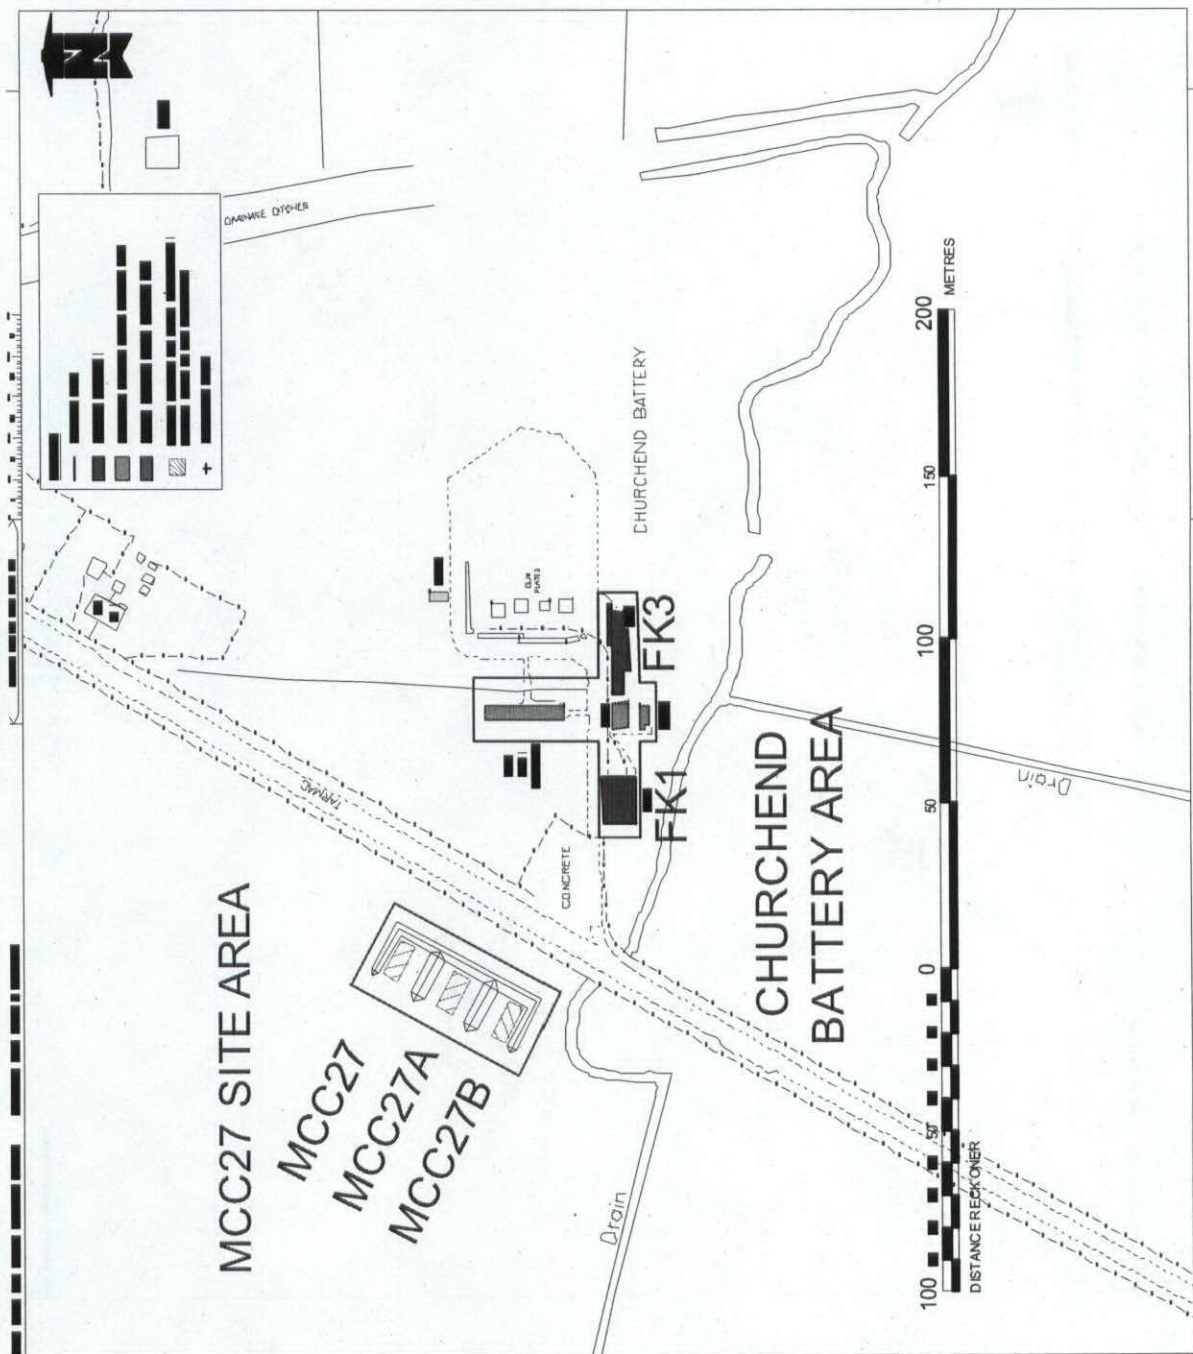 N
DRAINAGE DITCHES
MCC27 SITE AREA
MCC27
MCC27A
MCC27B
Drain
TARMAC
CONCRETE
FK1
FK3
CHURCHEND BATTERY
CHURCHEND
BATTERY AREA
Drain
100
50
0
50
100
150
200
METRES
DISTANCE RECKONER